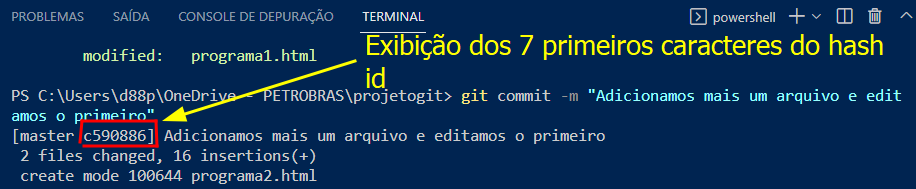 PROBLEMAS SAÍDA CONSOLE DE DEPURAÇÃO TERMINAL powershell
modified: programa1.html
Exibição dos 7 primeiros caracteres do hash
id
PS C:\Users\d88p\OneDrive - PETROBRAS\projetogit> git commit -m "Adicionamos mais um arquivo e edit
amos o primeiro"
[master c590886] Adicionamos mais um arquivo e editamos o primeiro
2 files changed, 16 insertions(+)
create mode 100644 programa2.html